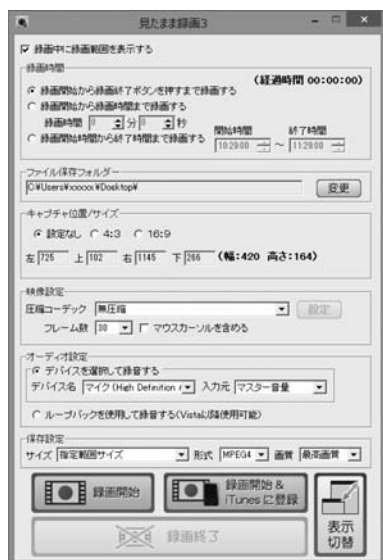 見たまま録画3
録画中に録画範囲を表示する
録画時間
(経過時間 00:00:00)
録画開始から録画終了ボタンを押すまで録画する
録画開始から録画時間まで録画する
録画時間 0 分 0 秒
録画開始時間から終了時間まで録画する
開始時間 終了時間
10:29:00 ～ 11:29:00
ファイル保存フォルダー
C:¥Users¥xxxxx¥Desktop¥ 変更
キャプチャ位置/サイズ
設定なし 4:3 16:9
左 725 上 102 右 1145 下 266 (幅:420 高さ:164)
映像設定
圧縮コーデック 無圧縮 設定
フレーム数 30 マウスカーソルを含める
オーディオ設定
デバイスを選択して録音する
デバイス名 マイク (High Definition 入力元 マスター音量
ループバックを使用して録音する(Vista以降使用可能)
保存設定
サイズ 指定範囲サイズ 形式 MPEG4 画質 最高画質
録画開始
録画開始 &
iTunes に登録
録画終了
表示
切替